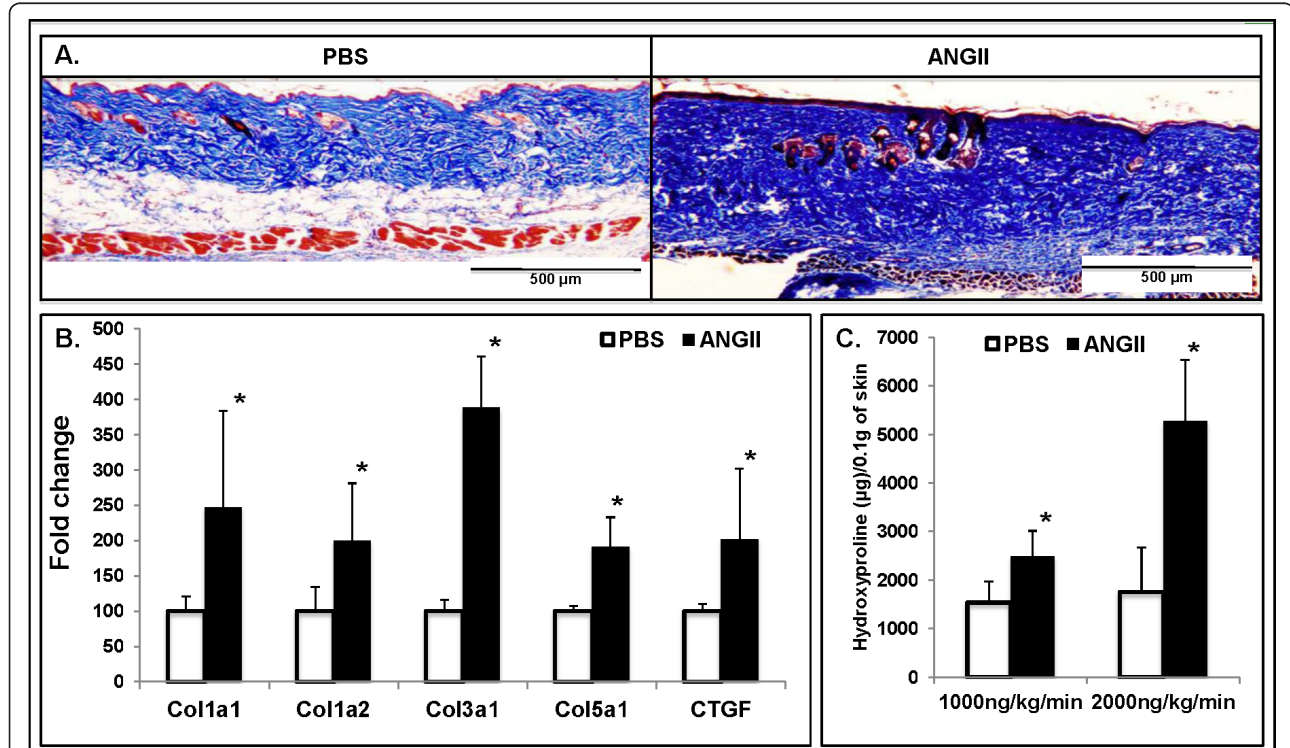 A.
PBS
ANGII
500 µm
500 µm
B.
PBS ANGII
Fold change
500
450
400
350
300
250
200
150
100
50
0
*
*
*
*
*
Col1a1 Col1a2 Col3a1 Col5a1 CTGF
C.
PBS ANGII
Hydroxyproline (µg)/0.1g of skin
7000
6000
5000
4000
3000
2000
1000
0
*
*
1000ng/kg/min 2000ng/kg/min